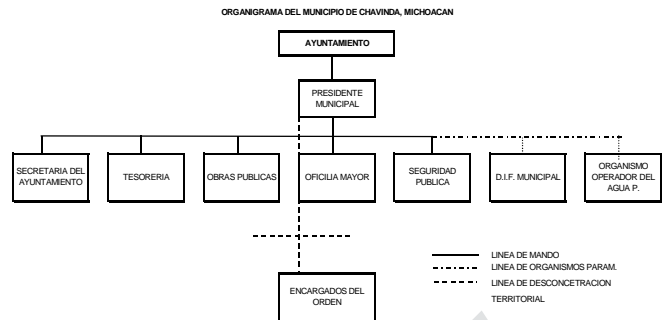 ORGANIGRAMA DEL MUNICIPIO DE CHAVINDA, MICHOACAN
AYUNTAMIENTO
PRESIDENTE
MUNICIPAL
SECRETARIA DEL
AYUNTAMIENTO
TESORERIA
OBRAS PUBLICAS
OFICILIA MAYOR
SEGURIDAD
PUBLICA
D.I.F. MUNICIPAL
ORGANISMO
OPERADOR DEL
AGUA P.
ENCARGADOS DEL
ORDEN
LINEA DE MANDO
LINEA DE ORGANISMOS PARAM.
LINEA DE DESCONCETRACION
TERRITORIAL